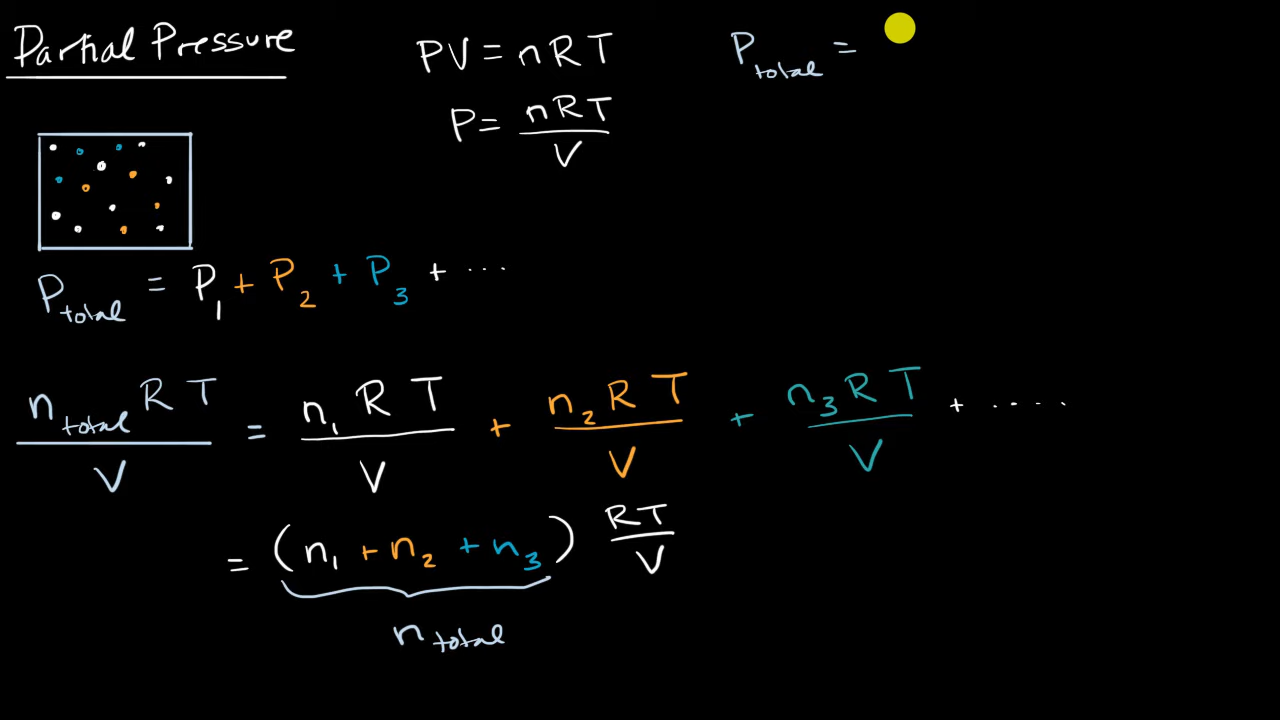 Partial Pressure
PV = nRT
P = nRT/V
P_total =
P_total = P_1 + P_2 + P_3 + ...
n_total RT/V = n_1 RT/V + n_2 RT/V + n_3 RT/V + ....
= (n_1 + n_2 + n_3) RT/V
n_total